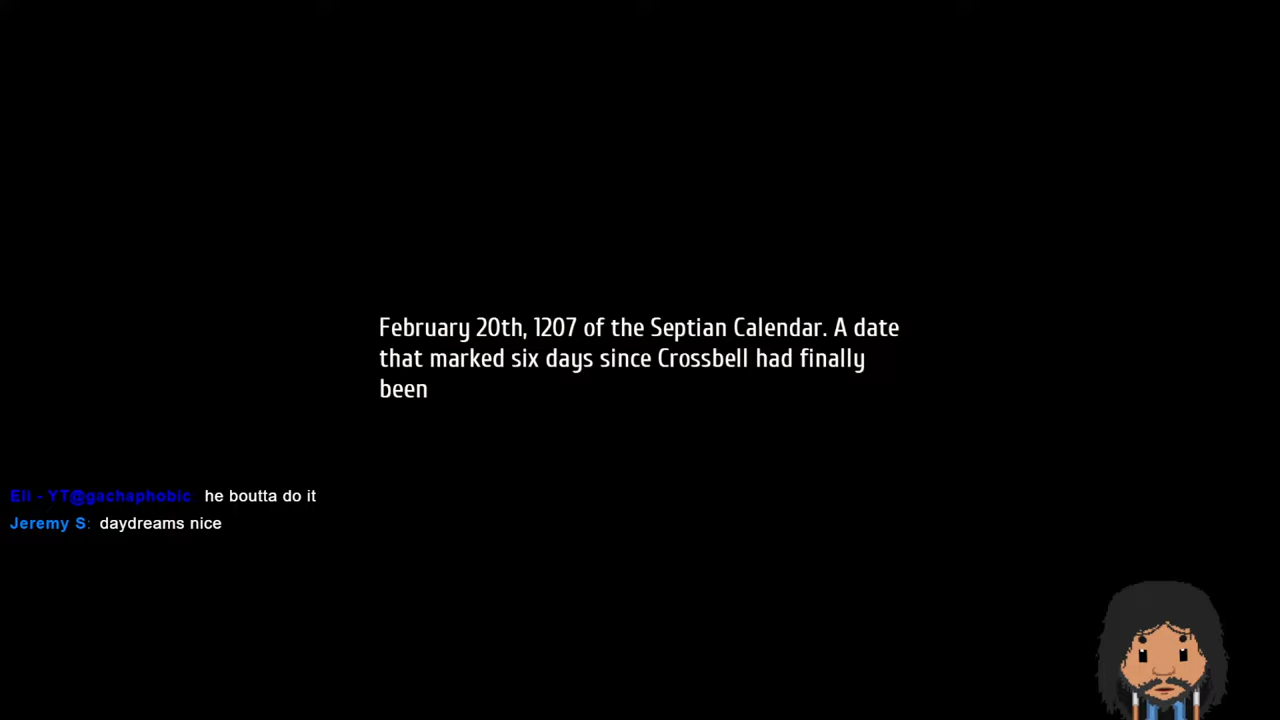 February 20th, 1207 of the Septian Calendar. A date
that marked six days since Crossbell had finally
been
Eli - YT@gachaphobic he boutta do it
Jeremy S: daydreams nice